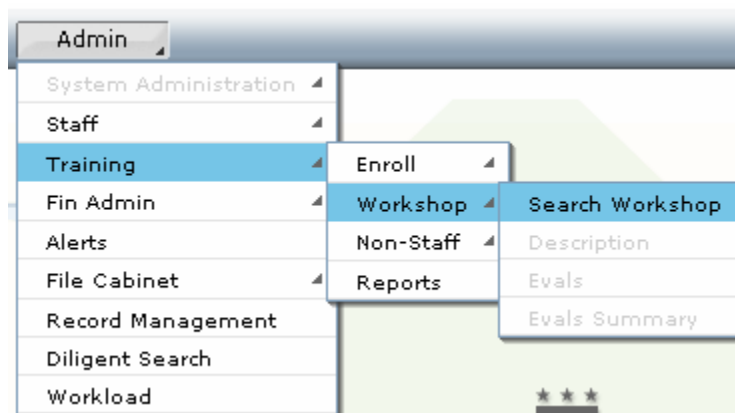 Admin
System Administration
Staff
Training
Fin Admin
Alerts
File Cabinet
Record Management
Diligent Search
Workload
Enroll
Workshop
Non-Staff
Reports
Search Workshop
Description
Evals
Evals Summary